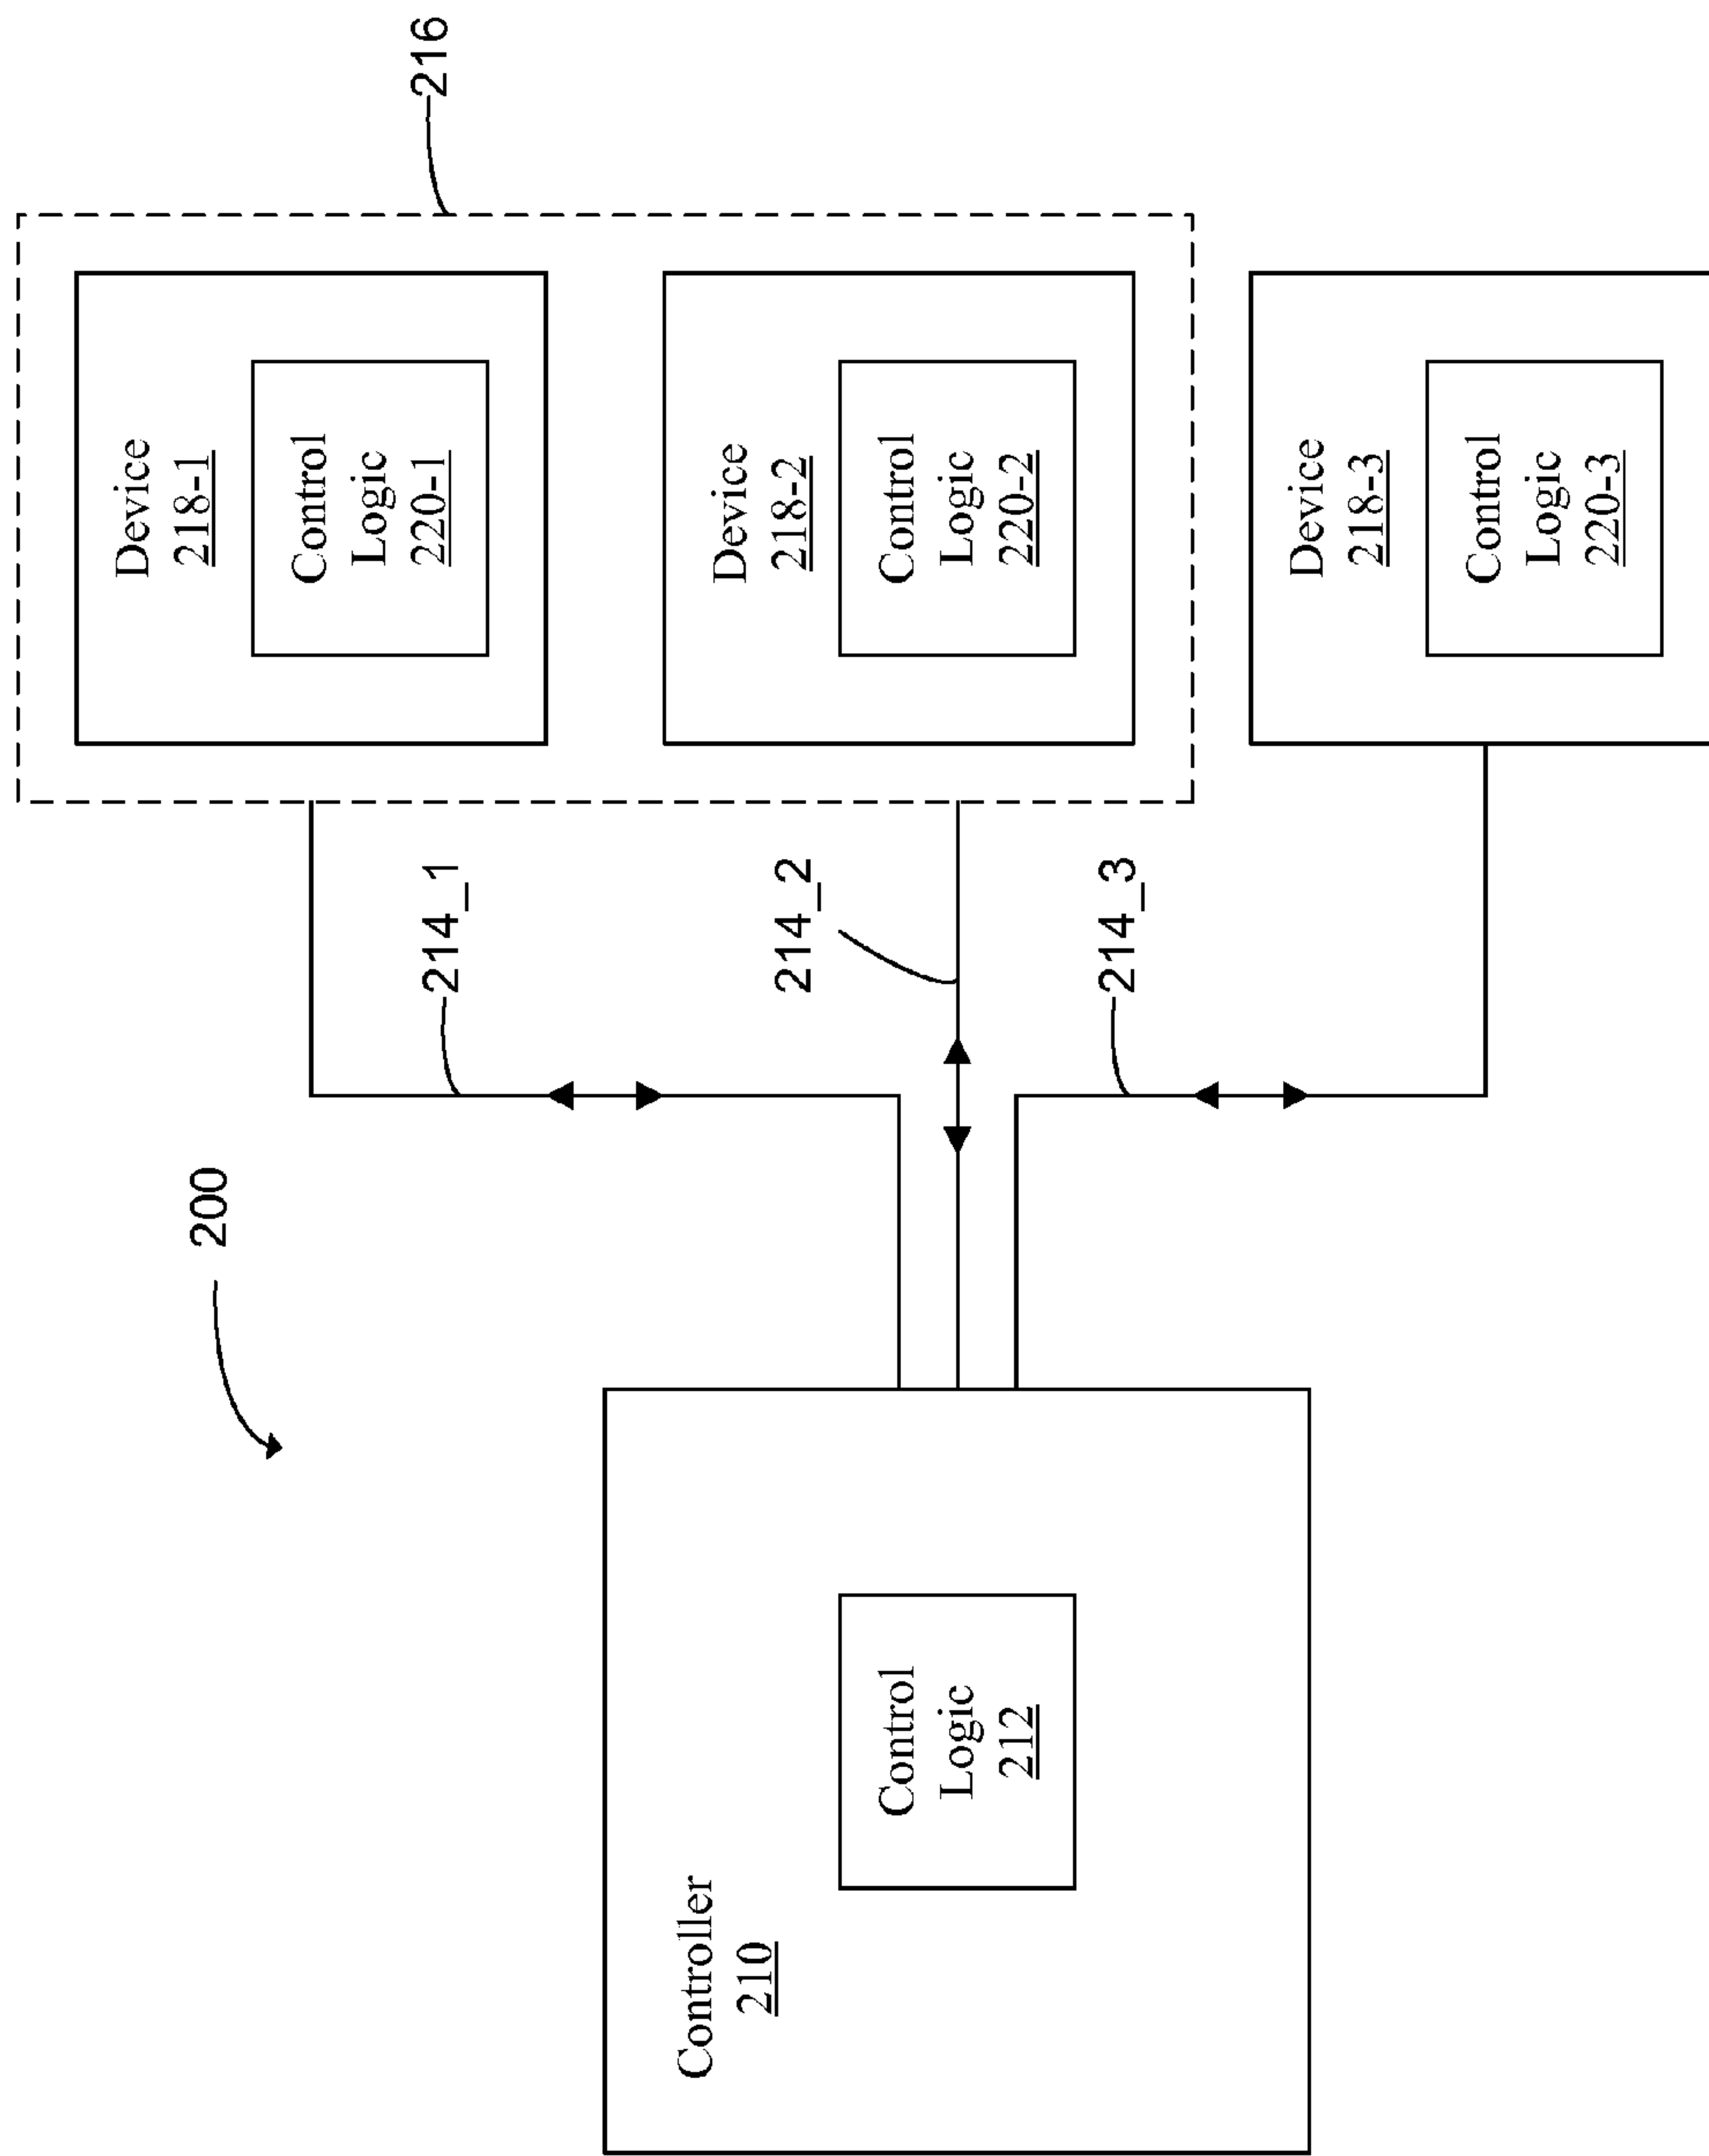 200
Controller
210
Control
Logic
212
214_1
214_2
214_3
216
Device
218-1
Control
Logic
220-1
Device
218-2
Control
Logic
220-2
Device
218-3
Control
Logic
220-3